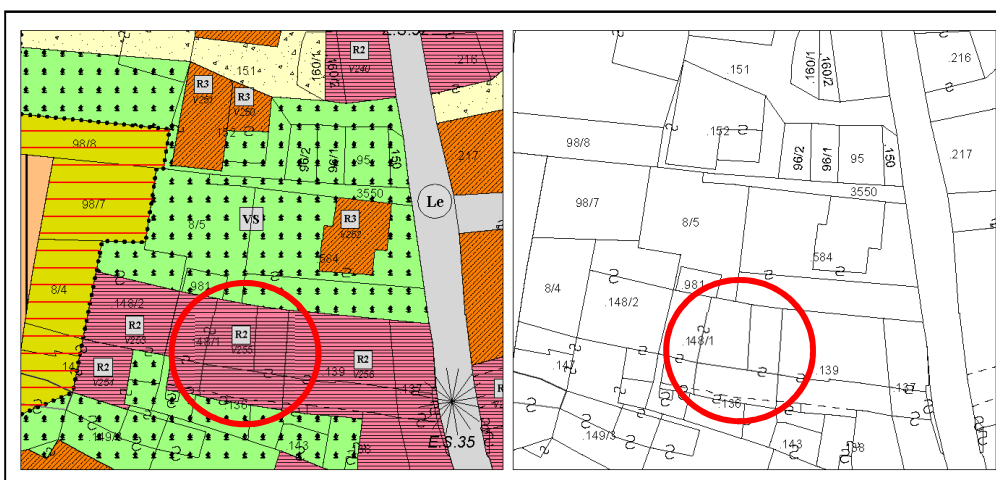 E.S.32
R2
V240
.216
160/1
160/2
.151
R3
V251
R3
V250
.152
98/8
96/2
96/1
95
.150
.217
3550
98/7
Le
VS
8/5
R3
.584
8/4
.981
.148/2
R2
V253
R2
V255
.148/1
R2
V256
.139
.137
R2
V254
.136
E.S.35
.149/3
.143
.151
160/1
160/2
.216
.152
98/8
96/2
96/1
95
.150
.217
3550
98/7
8/5
.584
8/4
.981
.148/2
.148/1
.139
.137
.147
.136
.149/3
.143